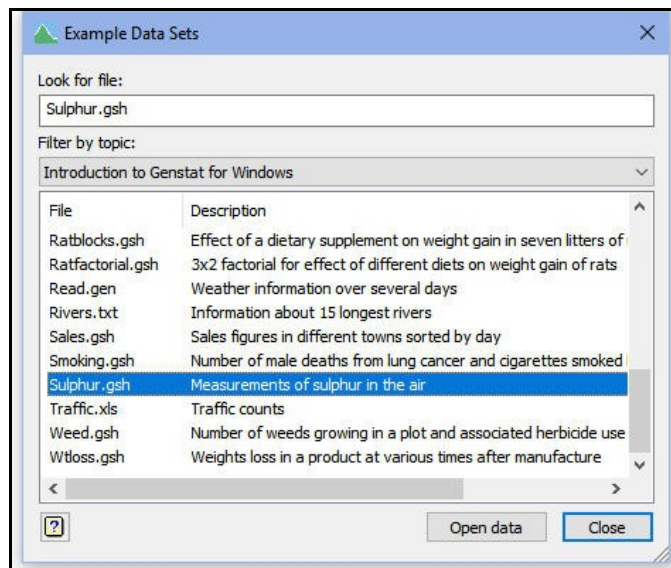 Example Data Sets
Look for file:
Sulphur.gsh
Filter by topic:
Introduction to Genstat for Windows
File Description
Ratblocks.gsh Effect of a dietary supplement on weight gain in seven litters of
Ratfactorial.gsh 3x2 factorial for effect of different diets on weight gain of rats
Read.gen Weather information over several days
Rivers.txt Information about 15 longest rivers
Sales.gsh Sales figures in different towns sorted by day
Smoking.gsh Number of male deaths from lung cancer and cigarettes smoked
Sulphur.gsh Measurements of sulphur in the air
Traffic.xls Traffic counts
Weed.gsh Number of weeds growing in a plot and associated herbicide use
Wtloss.gsh Weights loss in a product at various times after manufacture
? Open data Close